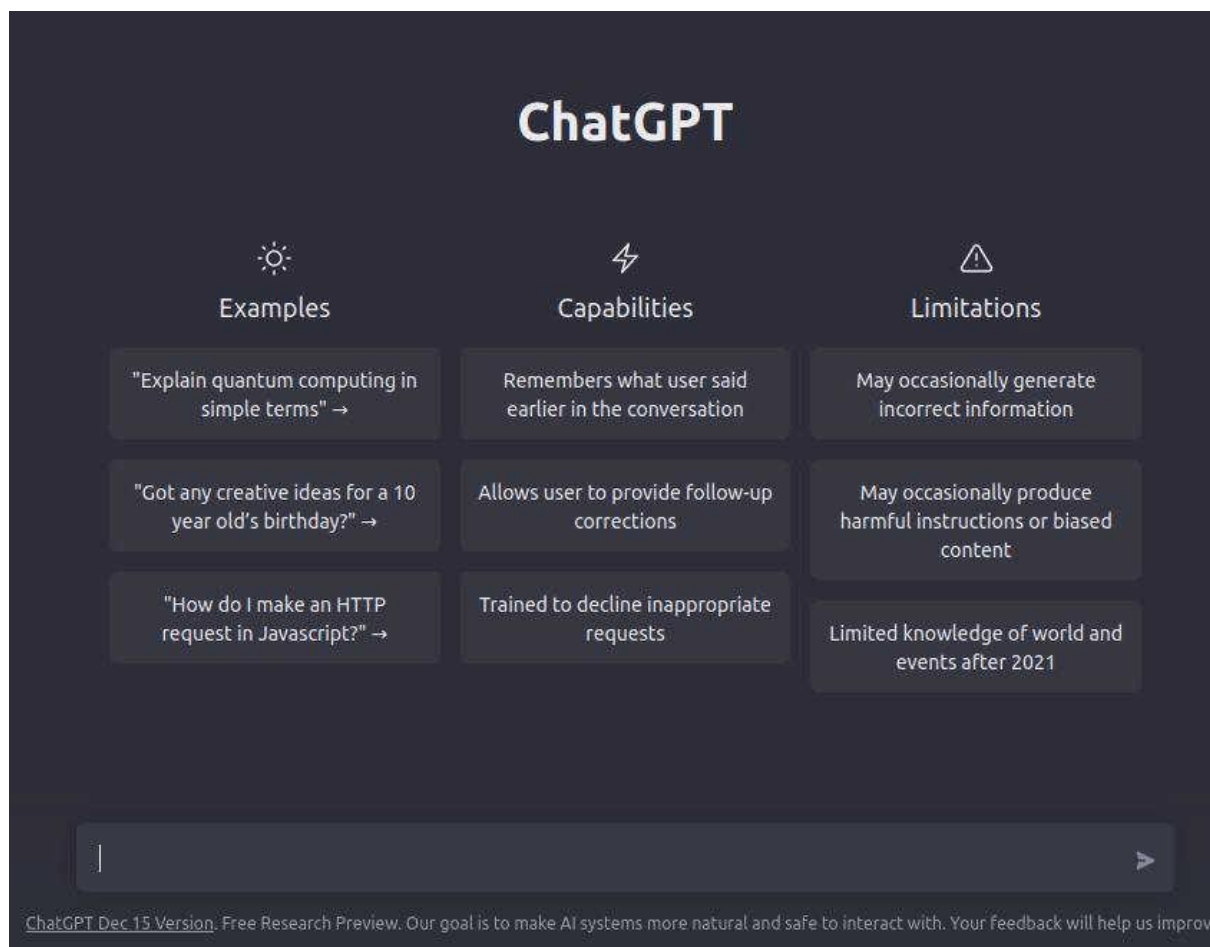 ChatGPT
Examples
"Explain quantum computing in
simple terms" →
"Got any creative ideas for a 10
year old's birthday?" →
"How do I make an HTTP
request in Javascript?" →
Capabilities
Remembers what user said
earlier in the conversation
Allows user to provide follow-up
corrections
Trained to decline inappropriate
requests
Limitations
May occasionally generate
incorrect information
May occasionally produce
harmful instructions or biased
content
Limited knowledge of world and
events after 2021
ChatGPT Dec 15 Version. Free Research Preview. Our goal is to make AI systems more natural and safe to interact with. Your feedback will help us improv